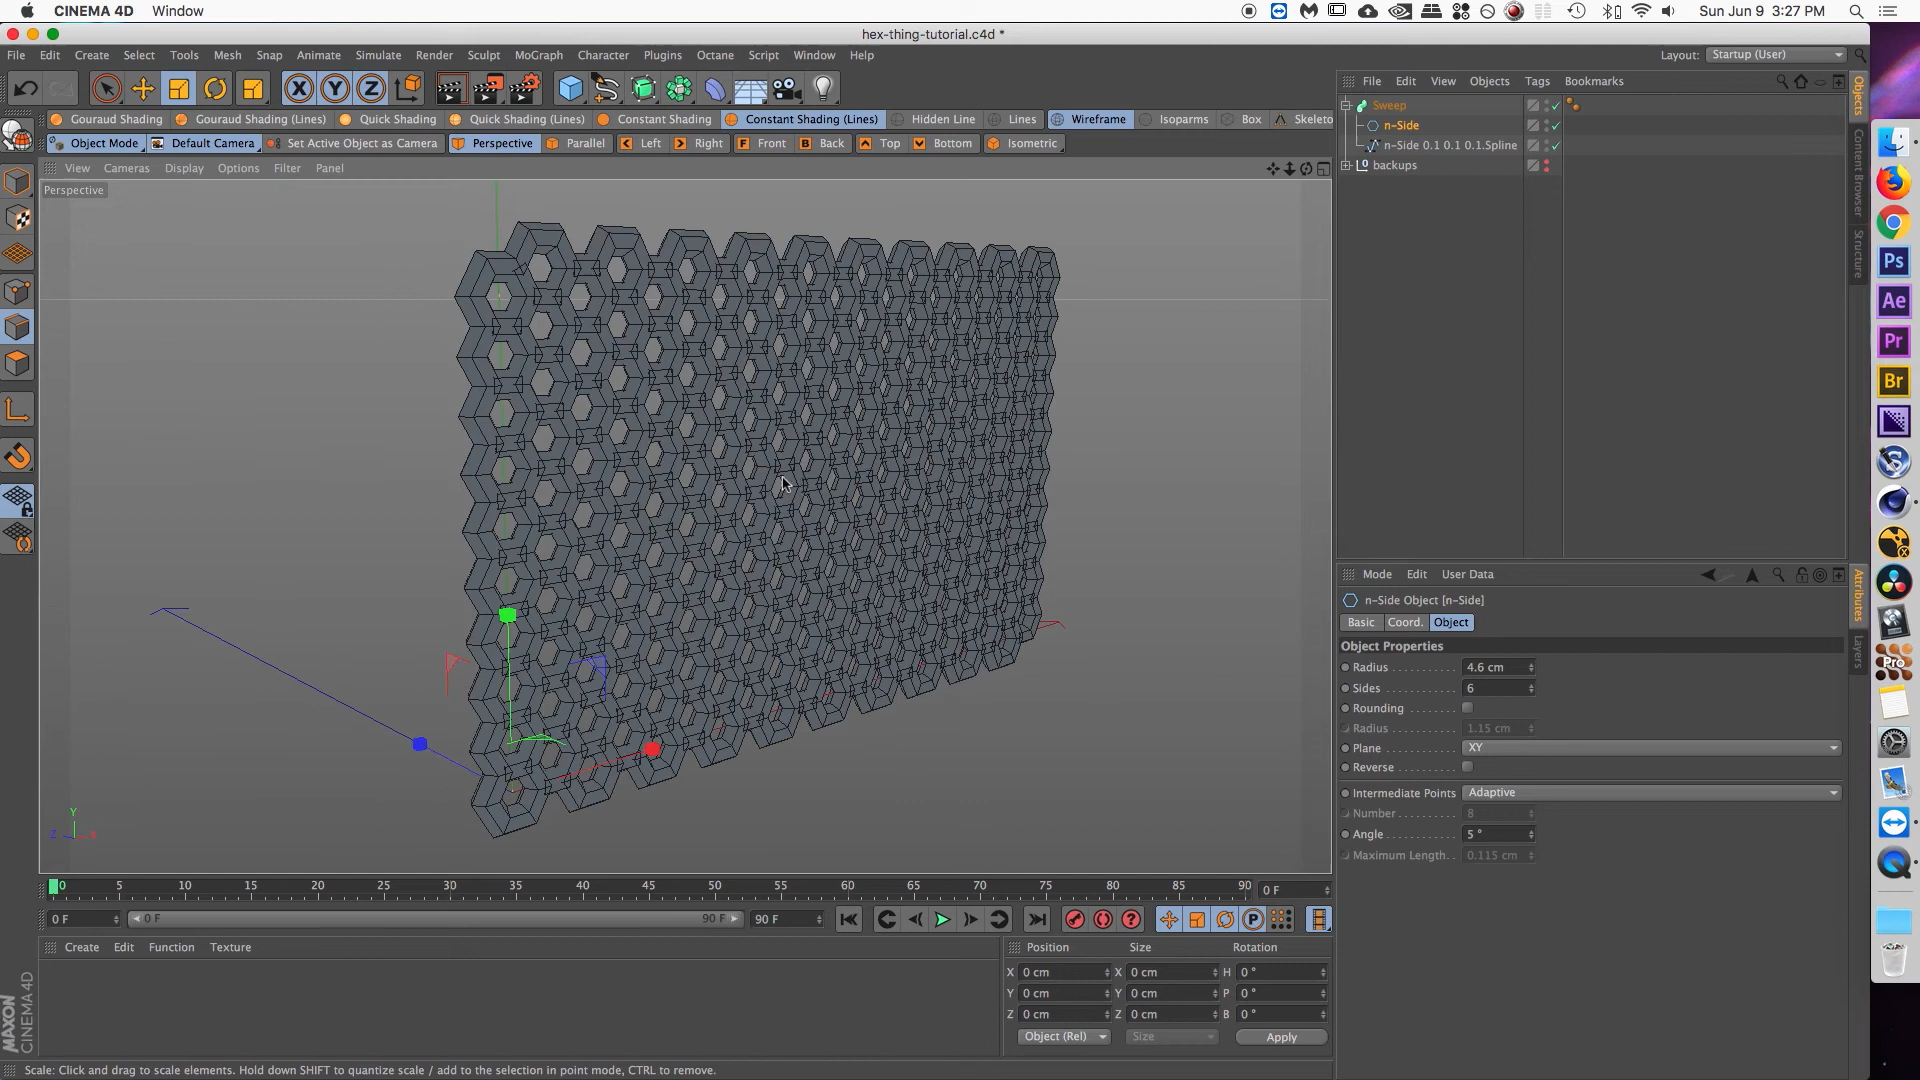 CINEMA 4D Window Sun Jun 9 3:27 PM
hex-thing-tutorial.c4d *
File Edit Create Select Tools Mesh Snap Animate Simulate Render Sculpt MoGraph Character Plugins Octane Script Window Help Layout: Startup (User)
X Y Z
File Edit View Objects Tags Bookmarks
Gouraud Shading Gouraud Shading (Lines) Quick Shading Quick Shading (Lines) Constant Shading Constant Shading (Lines) Hidden Line Lines Wireframe Isoparms Box Skeleto
Object Mode Default Camera Set Active Object as Camera Perspective Parallel Left Right F Front B Back Top Bottom Isometric
View Cameras Display Options Filter Panel
Perspective
Sweep
n-Side
n-Side 0.1 0.1 0.1.Spline
backups
Objects
Content Browser
Structure
Ps
Ae
Pr
Br
Mode Edit User Data
n-Side Object [n-Side]
Basic Coord. Object
Object Properties
Radius 4.6 cm
Sides 6
Rounding
Radius 1.15 cm
Plane XY
Reverse
Intermediate Points Adaptive
Number 8
Angle 5 °
Maximum Length. 0.115 cm
Attributes
Layers
Pro
Y
Z X
0 5 10 15 20 25 30 35 40 45 50 55 60 65 70 75 80 85 90 0 F
0 F 0 F 90 F 90 F P
Create Edit Function Texture
Position Size Rotation
X 0 cm X 0 cm H 0 °
Y 0 cm Y 0 cm P 0 °
Z 0 cm Z 0 cm B 0 °
Object (Rel) Size Apply
MAXON
CINEMA 4D
Scale: Click and drag to scale elements. Hold down SHIFT to quantize scale / add to the selection in point mode, CTRL to remove.